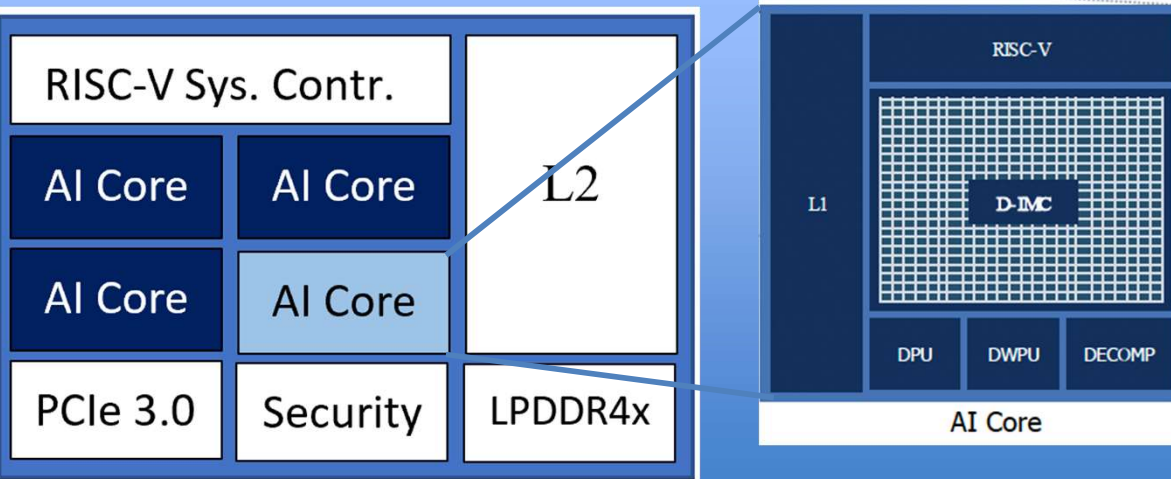 RISC-V Sys. Contr.
AI Core
AI Core
L2
AI Core
AI Core
PCIe 3.0
Security
LPDDR4x
RISC-V
L1
D-IMC
DPU
DWPU
DECOMP
AI Core